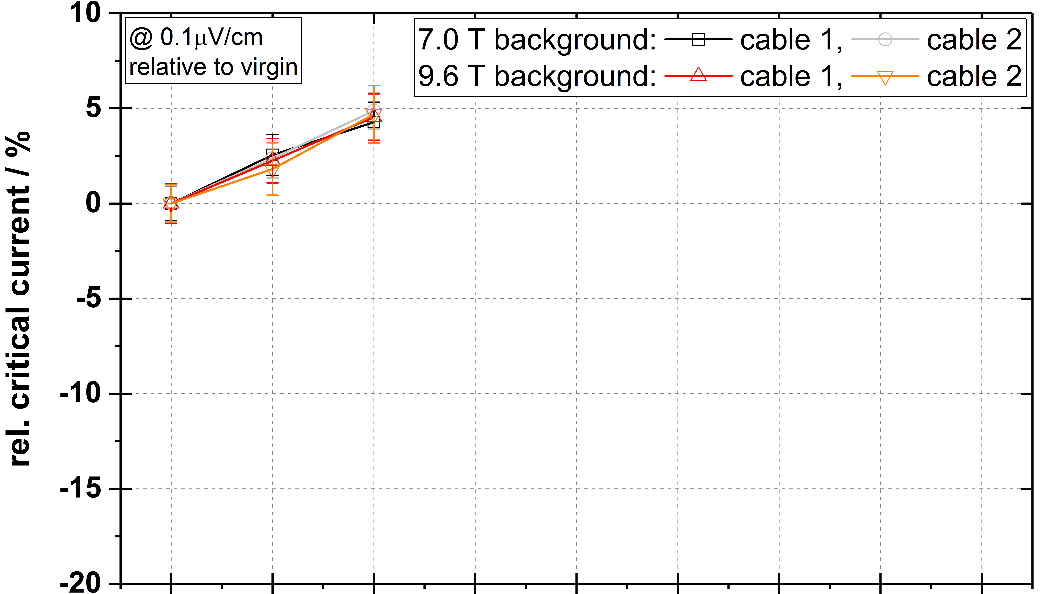 10
@ 0.1μV/cm
relative to virgin
7.0 T background: cable 1, cable 2
9.6 T background: cable 1, cable 2
5
0
-5
-10
-15
-20
rel. critical current / %